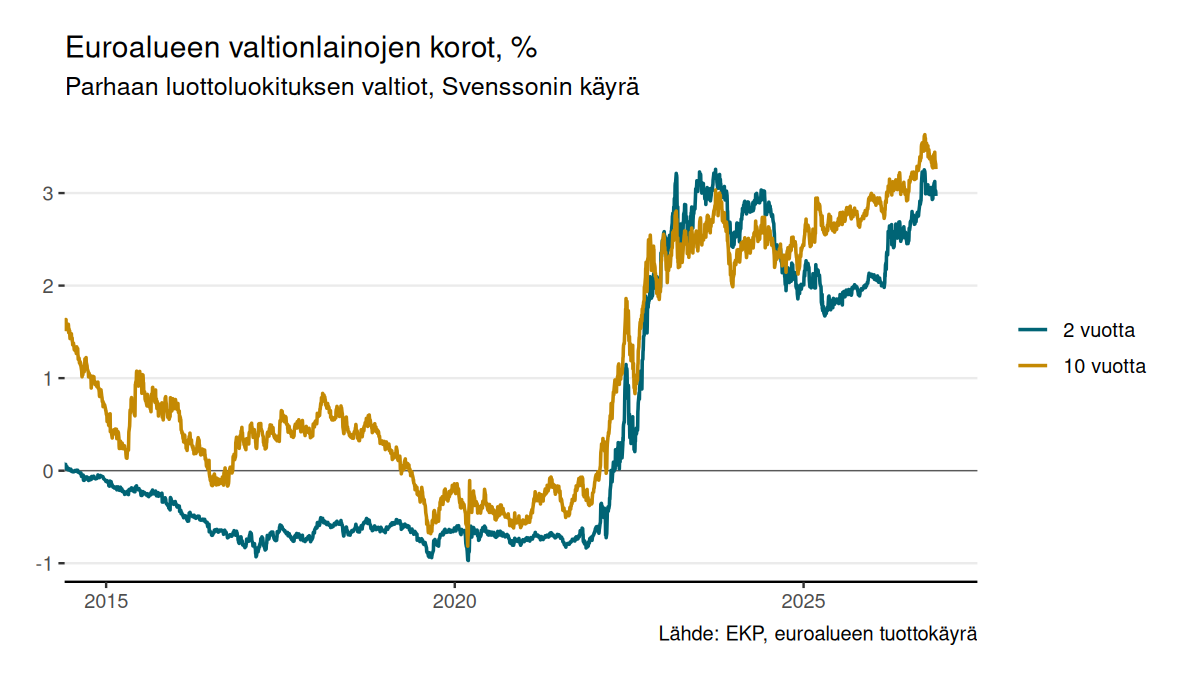 Euroalueen valtionlainojen korot, %
Parhaan luottoluokituksen valtiot, Svenssonin käyrä
3
2
1
0
-1
2 vuotta
10 vuotta
2015 2020 2025
Lähde: EKP, euroalueen tuottokäyrä